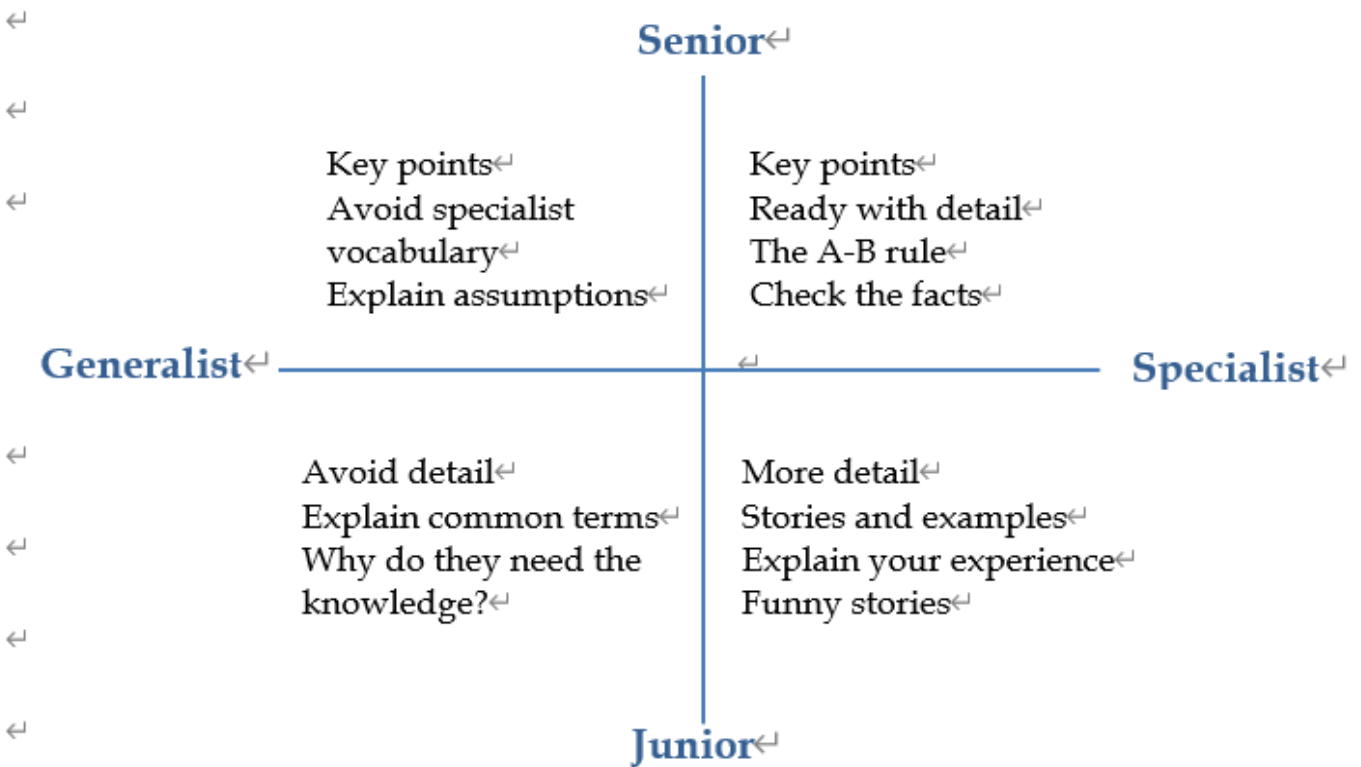 Senior
Key points
Avoid specialist
vocabulary
Explain assumptions
Key points
Ready with detail
The A-B rule
Check the facts
Generalist
Specialist
Avoid detail
Explain common terms
Why do they need the
knowledge?
More detail
Stories and examples
Explain your experience
Funny stories
Junior